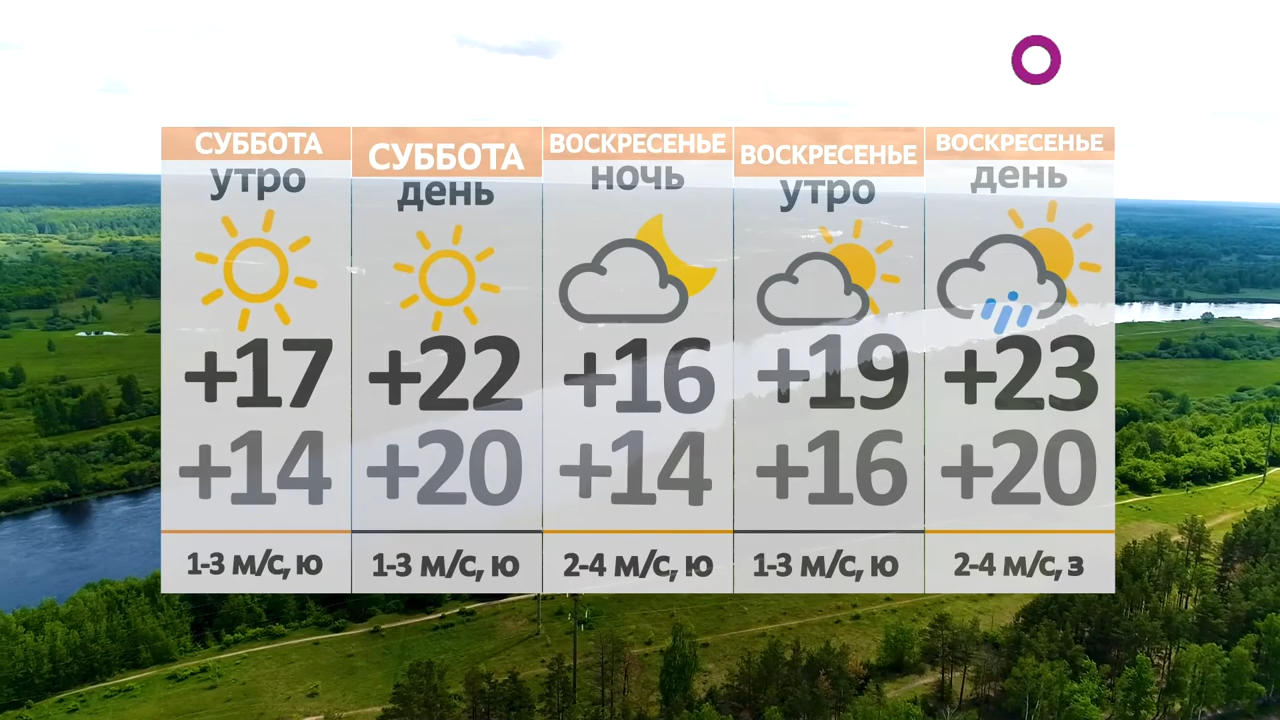 СУББОТА
утро
+17
+14
1-3 м/с, ю
СУББОТА
день
+22
+20
1-3 м/с, ю
ВОСКРЕСЕНЬЕ
ночь
+16
+14
2-4 м/с, ю
ВОСКРЕСЕНЬЕ
утро
+19
+16
1-3 м/с, ю
ВОСКРЕСЕНЬЕ
день
+23
+20
2-4 м/с, з